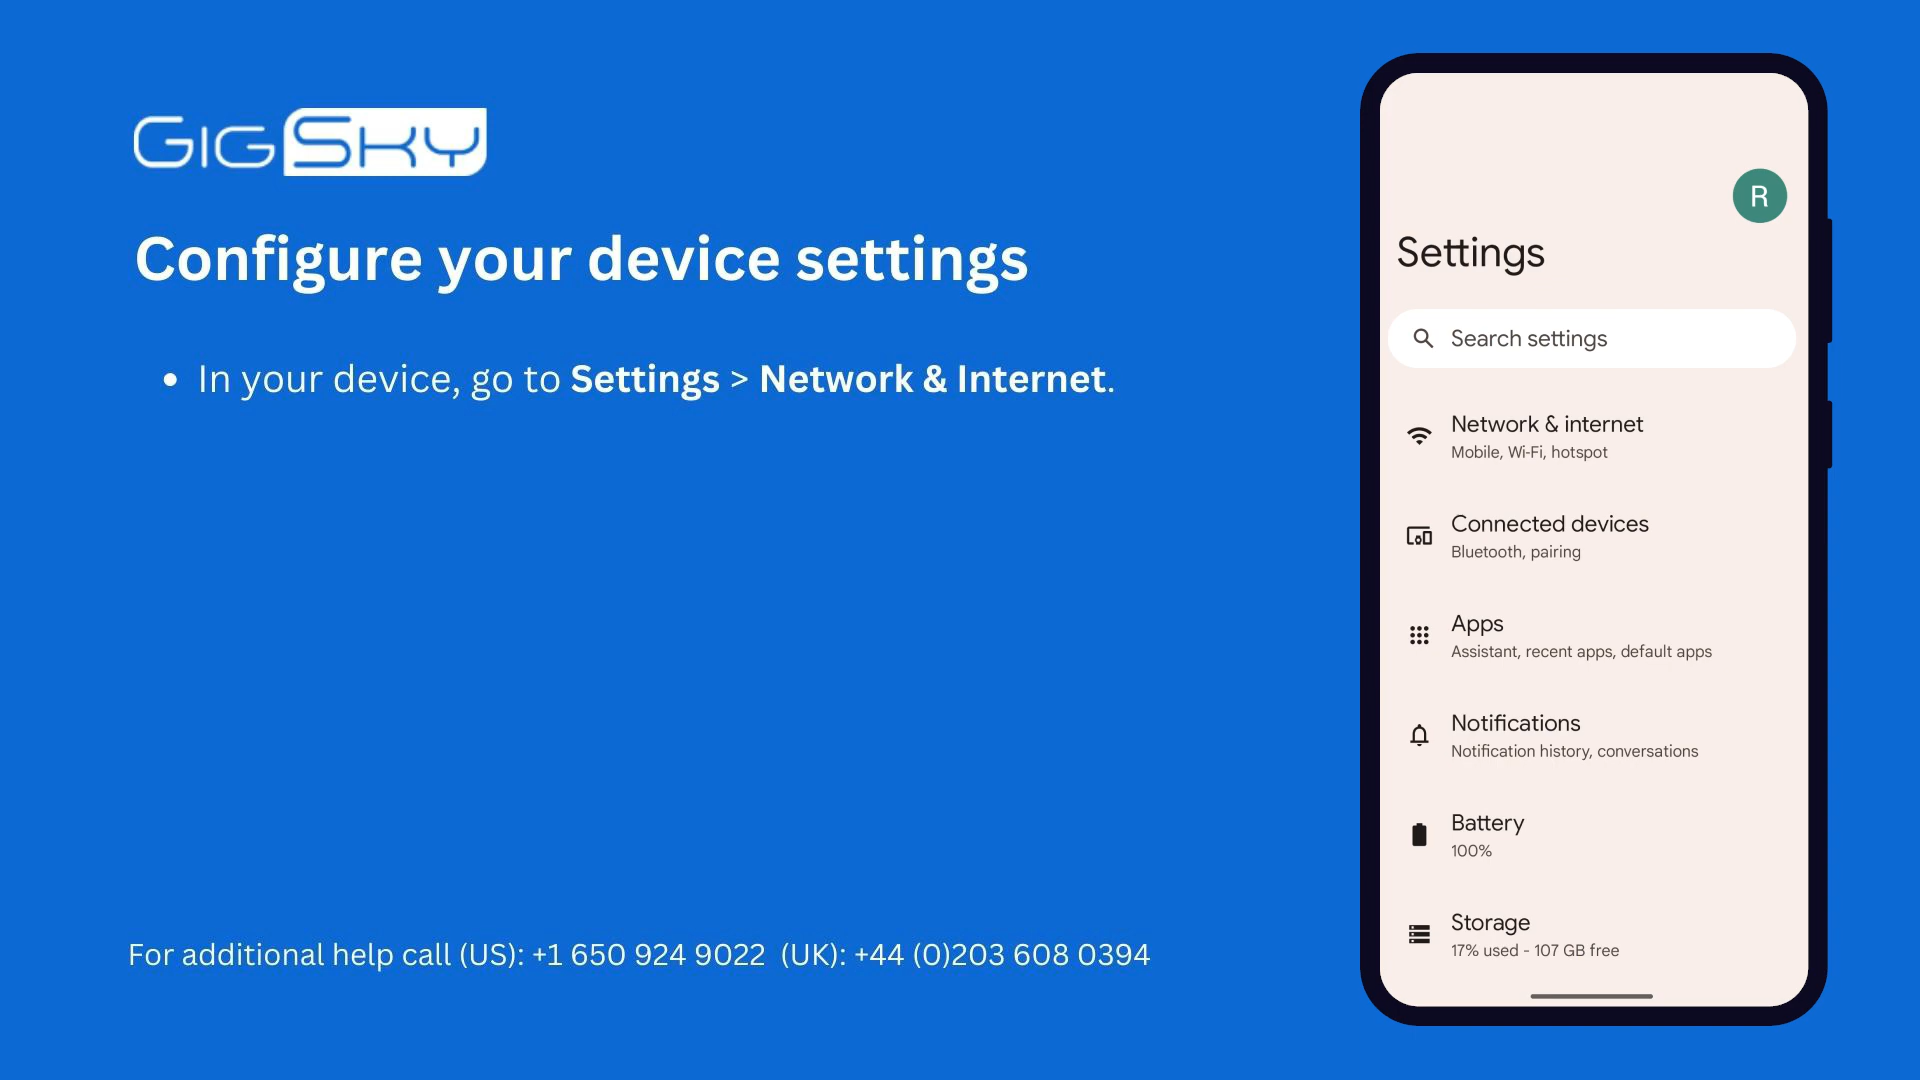 GigSky
Configure your device settings
• In your device, go to Settings > Network & Internet.
For additional help call (US): +1 650 924 9022 (UK): +44 (0)203 608 0394
R
Settings
Search settings
Network & internet
Mobile, Wi-Fi, hotspot
Connected devices
Bluetooth, pairing
Apps
Assistant, recent apps, default apps
Notifications
Notification history, conversations
Battery
100%
Storage
17% used - 107 GB free